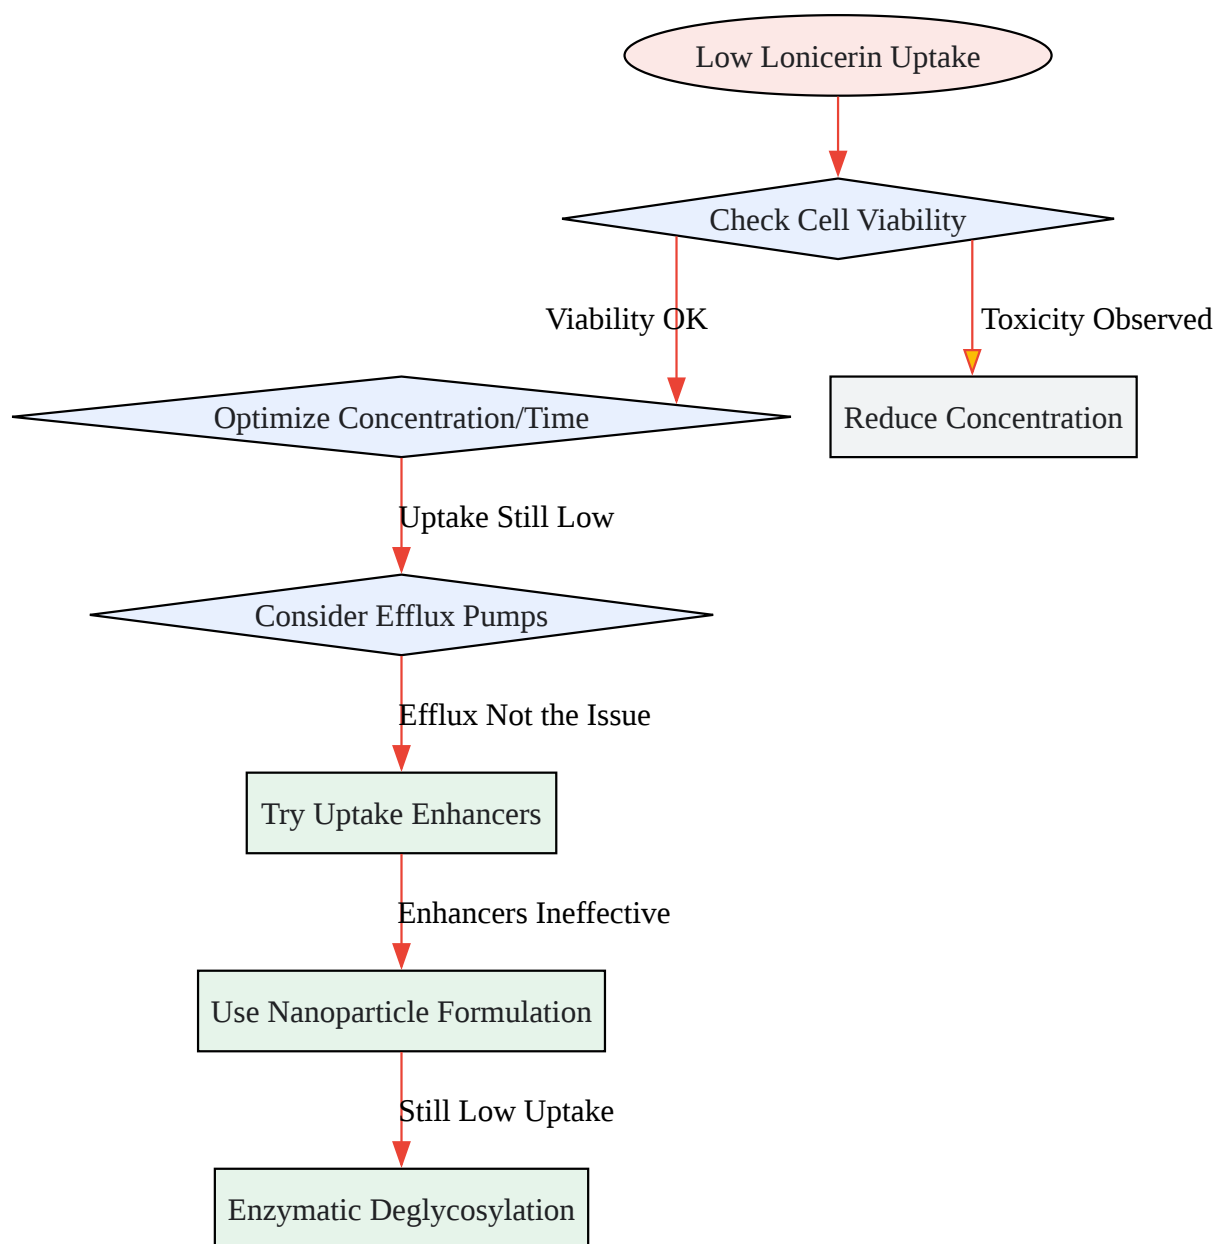 Low Lonicerin Uptake
Check Cell Viability
Viability OK
Toxicity Observed
Optimize Concentration/Time
Reduce Concentration
Uptake Still Low
Consider Efflux Pumps
Efflux Not the Issue
Try Uptake Enhancers
Enhancers Ineffective
Use Nanoparticle Formulation
Still Low Uptake
Enzymatic Deglycosylation